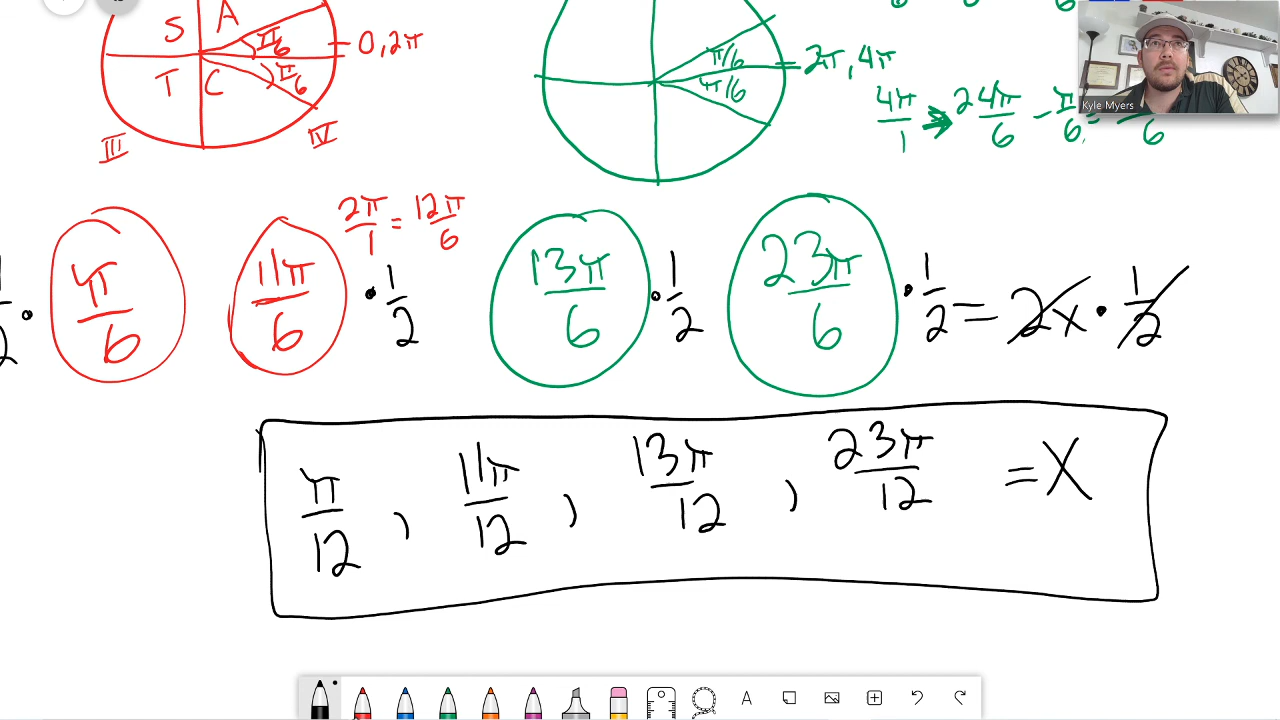 S A π/6 0, 2π
T C π/6
III IV
π/6 2π, 4π
π/6
4π/1 → 24π/6 - π/6 =
2π/1 = 12π/6
π/6 11π/6 · 1/2 13π/6 · 1/2 23π/6 · 1/2 = 2x · 1/2
π/12 , 11π/12 , 13π/12 , 23π/12 = X
Kyle Myers
A